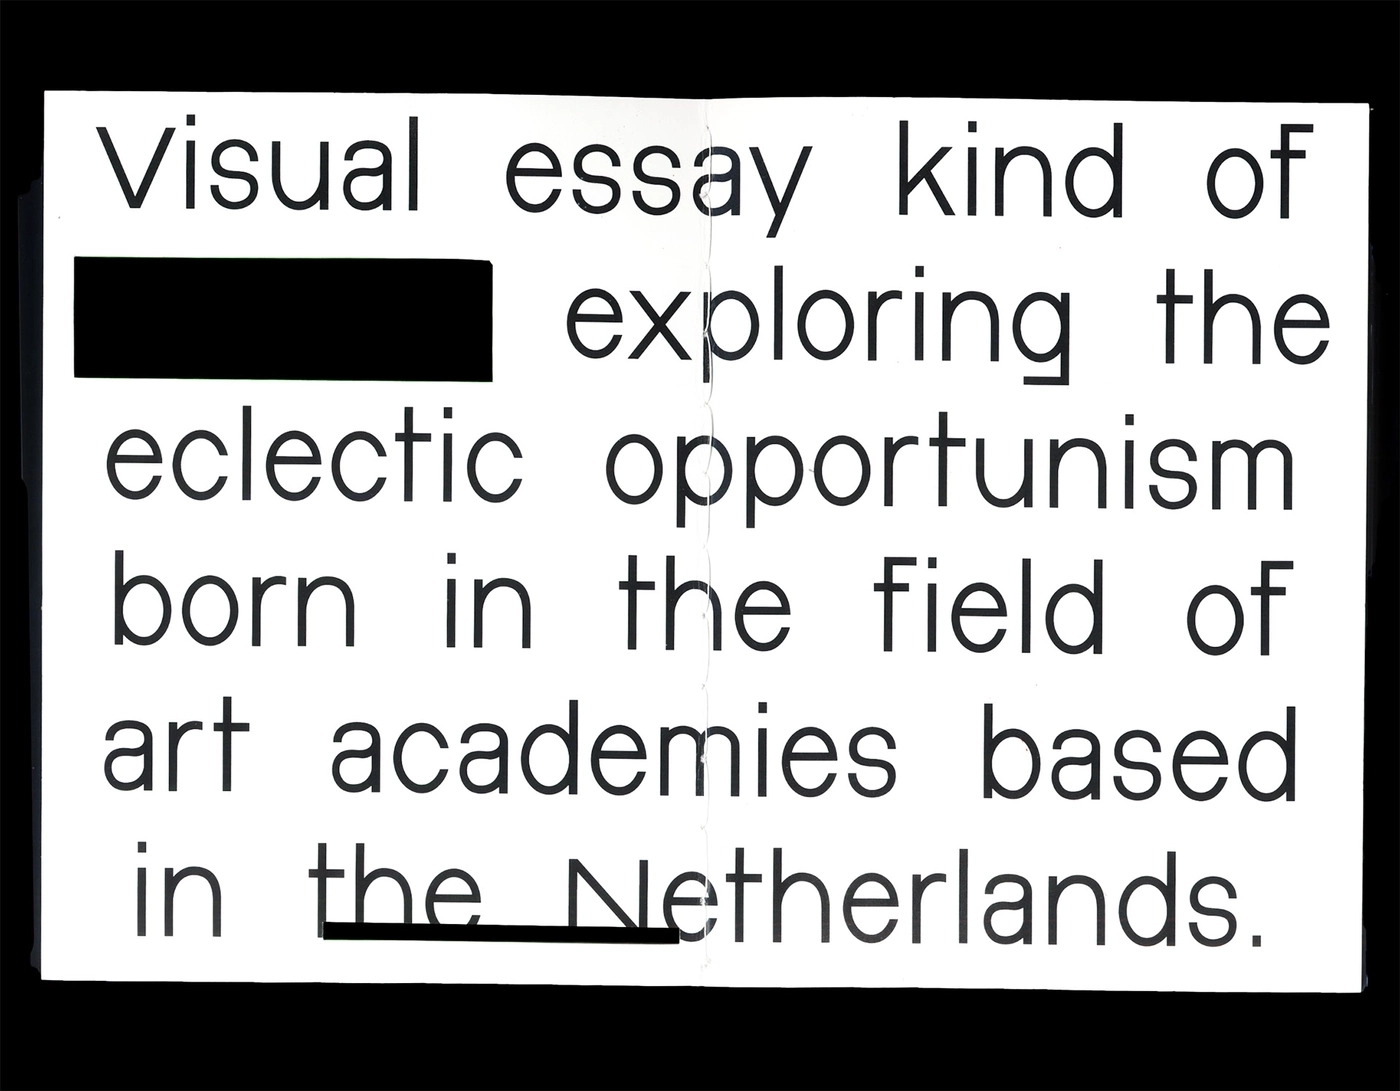 Visual essay kind of
exploring the
eclectic opportunism
born in the field of
art academies based
in the Netherlands.